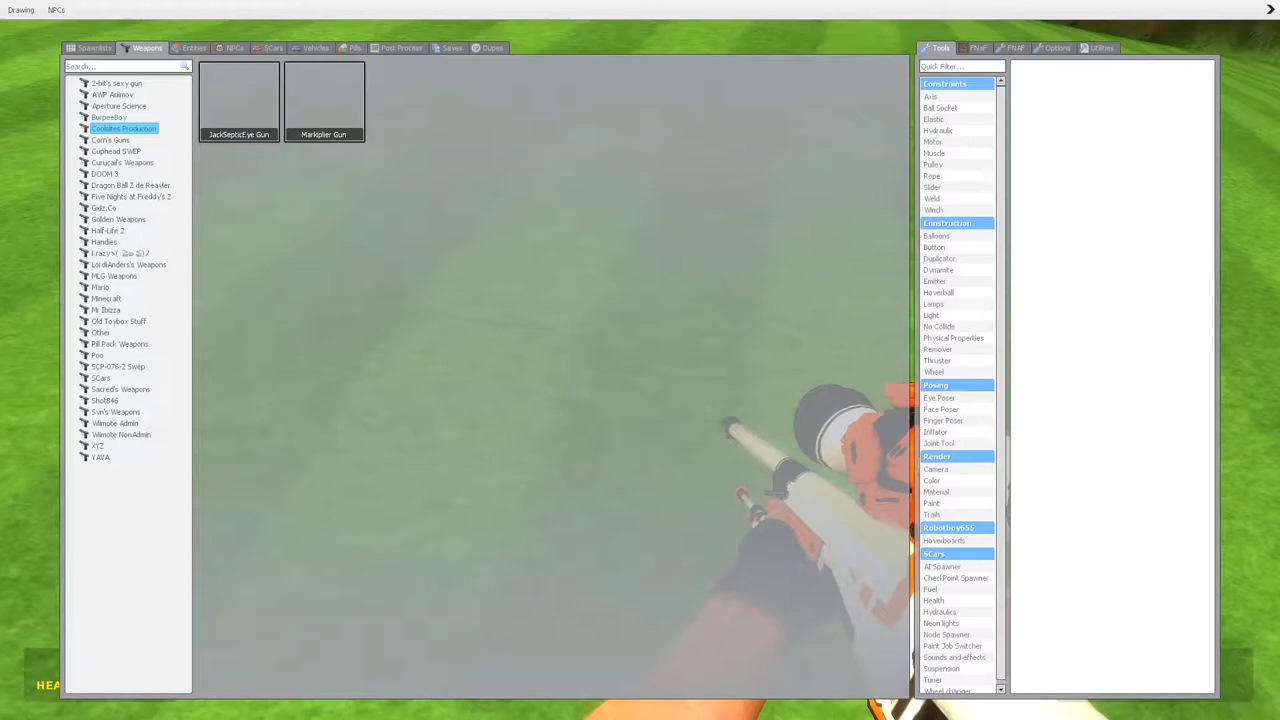 Drawing NPCs
Spawnlists Weapons Entities NPCs SCars Vehicles Pills Post Process Saves Dupes
Tools FNaF FNAF Options Utilities
Search...
2-bit's sexy gun
AWP Asiimov
Aperture Science
BurpeeBoy
Coolsites Production
Corn's Guns
Cuphead SWEP
Curucail's Weapons
DOOM 3
Dragon Ball Z de Reayler
Five Nights at Freddy's 2
Gidz.Co
Golden Weapons
Half-Life 2
Handies
LordiAnders's Weapons
MLG Weapons
Mario
Minecraft
Mr Ibizza
Old Toybox Stuff
Other
Pill Pack Weapons
Poo
SCP-076-2 Swep
SCars
Sacred's Weapons
Shot846
Svn's Weapons
Wiimote Admin
Wiimote NonAdmin
XYZ
YAVA
JackSepticEye Gun
Markiplier Gun
Quick Filter...
Constraints
Axis
Ball Socket
Elastic
Hydraulic
Motor
Muscle
Pulley
Rope
Slider
Weld
Winch
Construction
Balloons
Button
Duplicator
Dynamite
Emitter
Hoverball
Lamps
Light
No Collide
Physical Properties
Remover
Thruster
Wheel
Posing
Eye Poser
Face Poser
Finger Poser
Inflator
Joint Tool
Render
Camera
Color
Material
Paint
Trails
Robotboy655
Hoverboards
SCars
AI Spawner
CheckPoint Spawner
Fuel
Health
Hydraulics
Neon lights
Node Spawner
Paint Job Switcher
Sounds and effects
Suspension
Tuner
Wheel changer
HEA